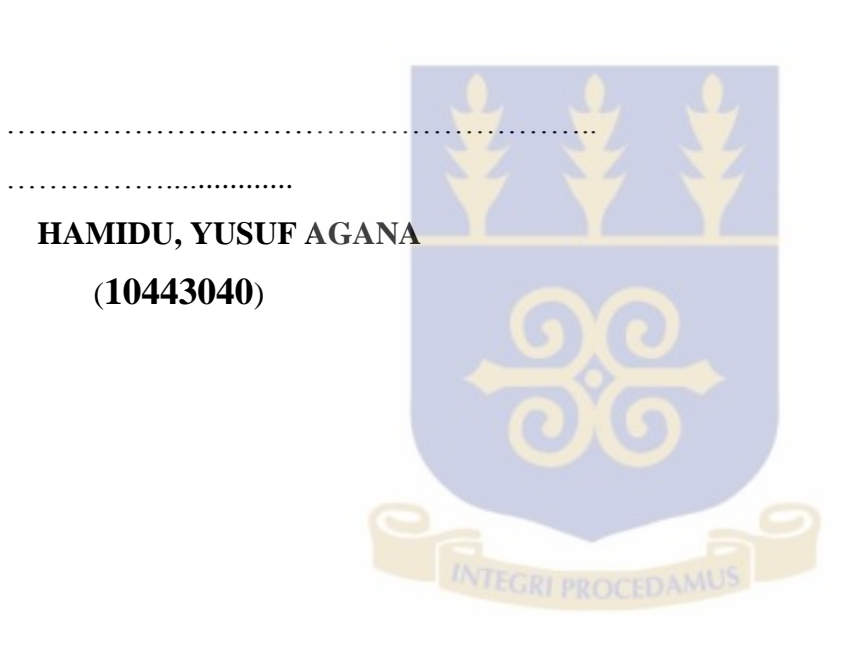 …………………………………………………..
……………..............
HAMIDU, YUSUF AGANA
(10443040)
INTEGRI PROCEDAMUS